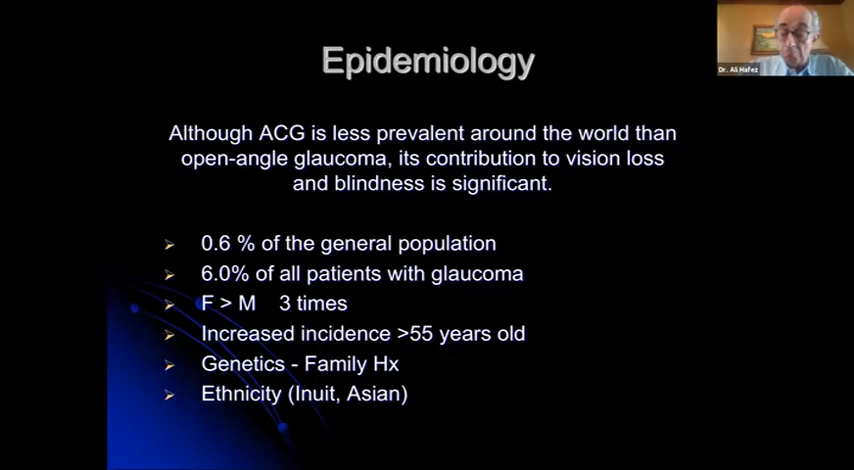 Dr. Ali Hafez
Epidemiology
Although ACG is less prevalent around the world than
open-angle glaucoma, its contribution to vision loss
and blindness is significant.
0.6 % of the general population
6.0% of all patients with glaucoma
F > M 3 times
Increased incidence >55 years old
Genetics - Family Hx
Ethnicity (Inuit, Asian)